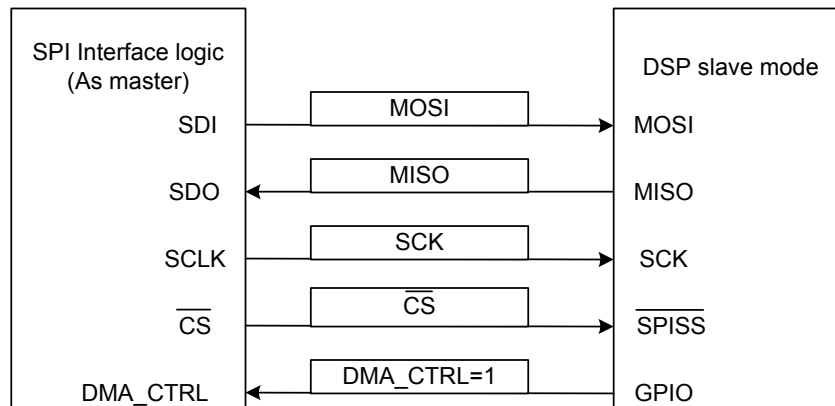 SPI Interface logic
(As master)
DSP slave mode
SDI
MOSI
MOSI
SDO
MISO
MISO
SCLK
SCK
SCK
CS
CS
SPISS
DMA_CTRL
DMA_CTRL=1
GPIO